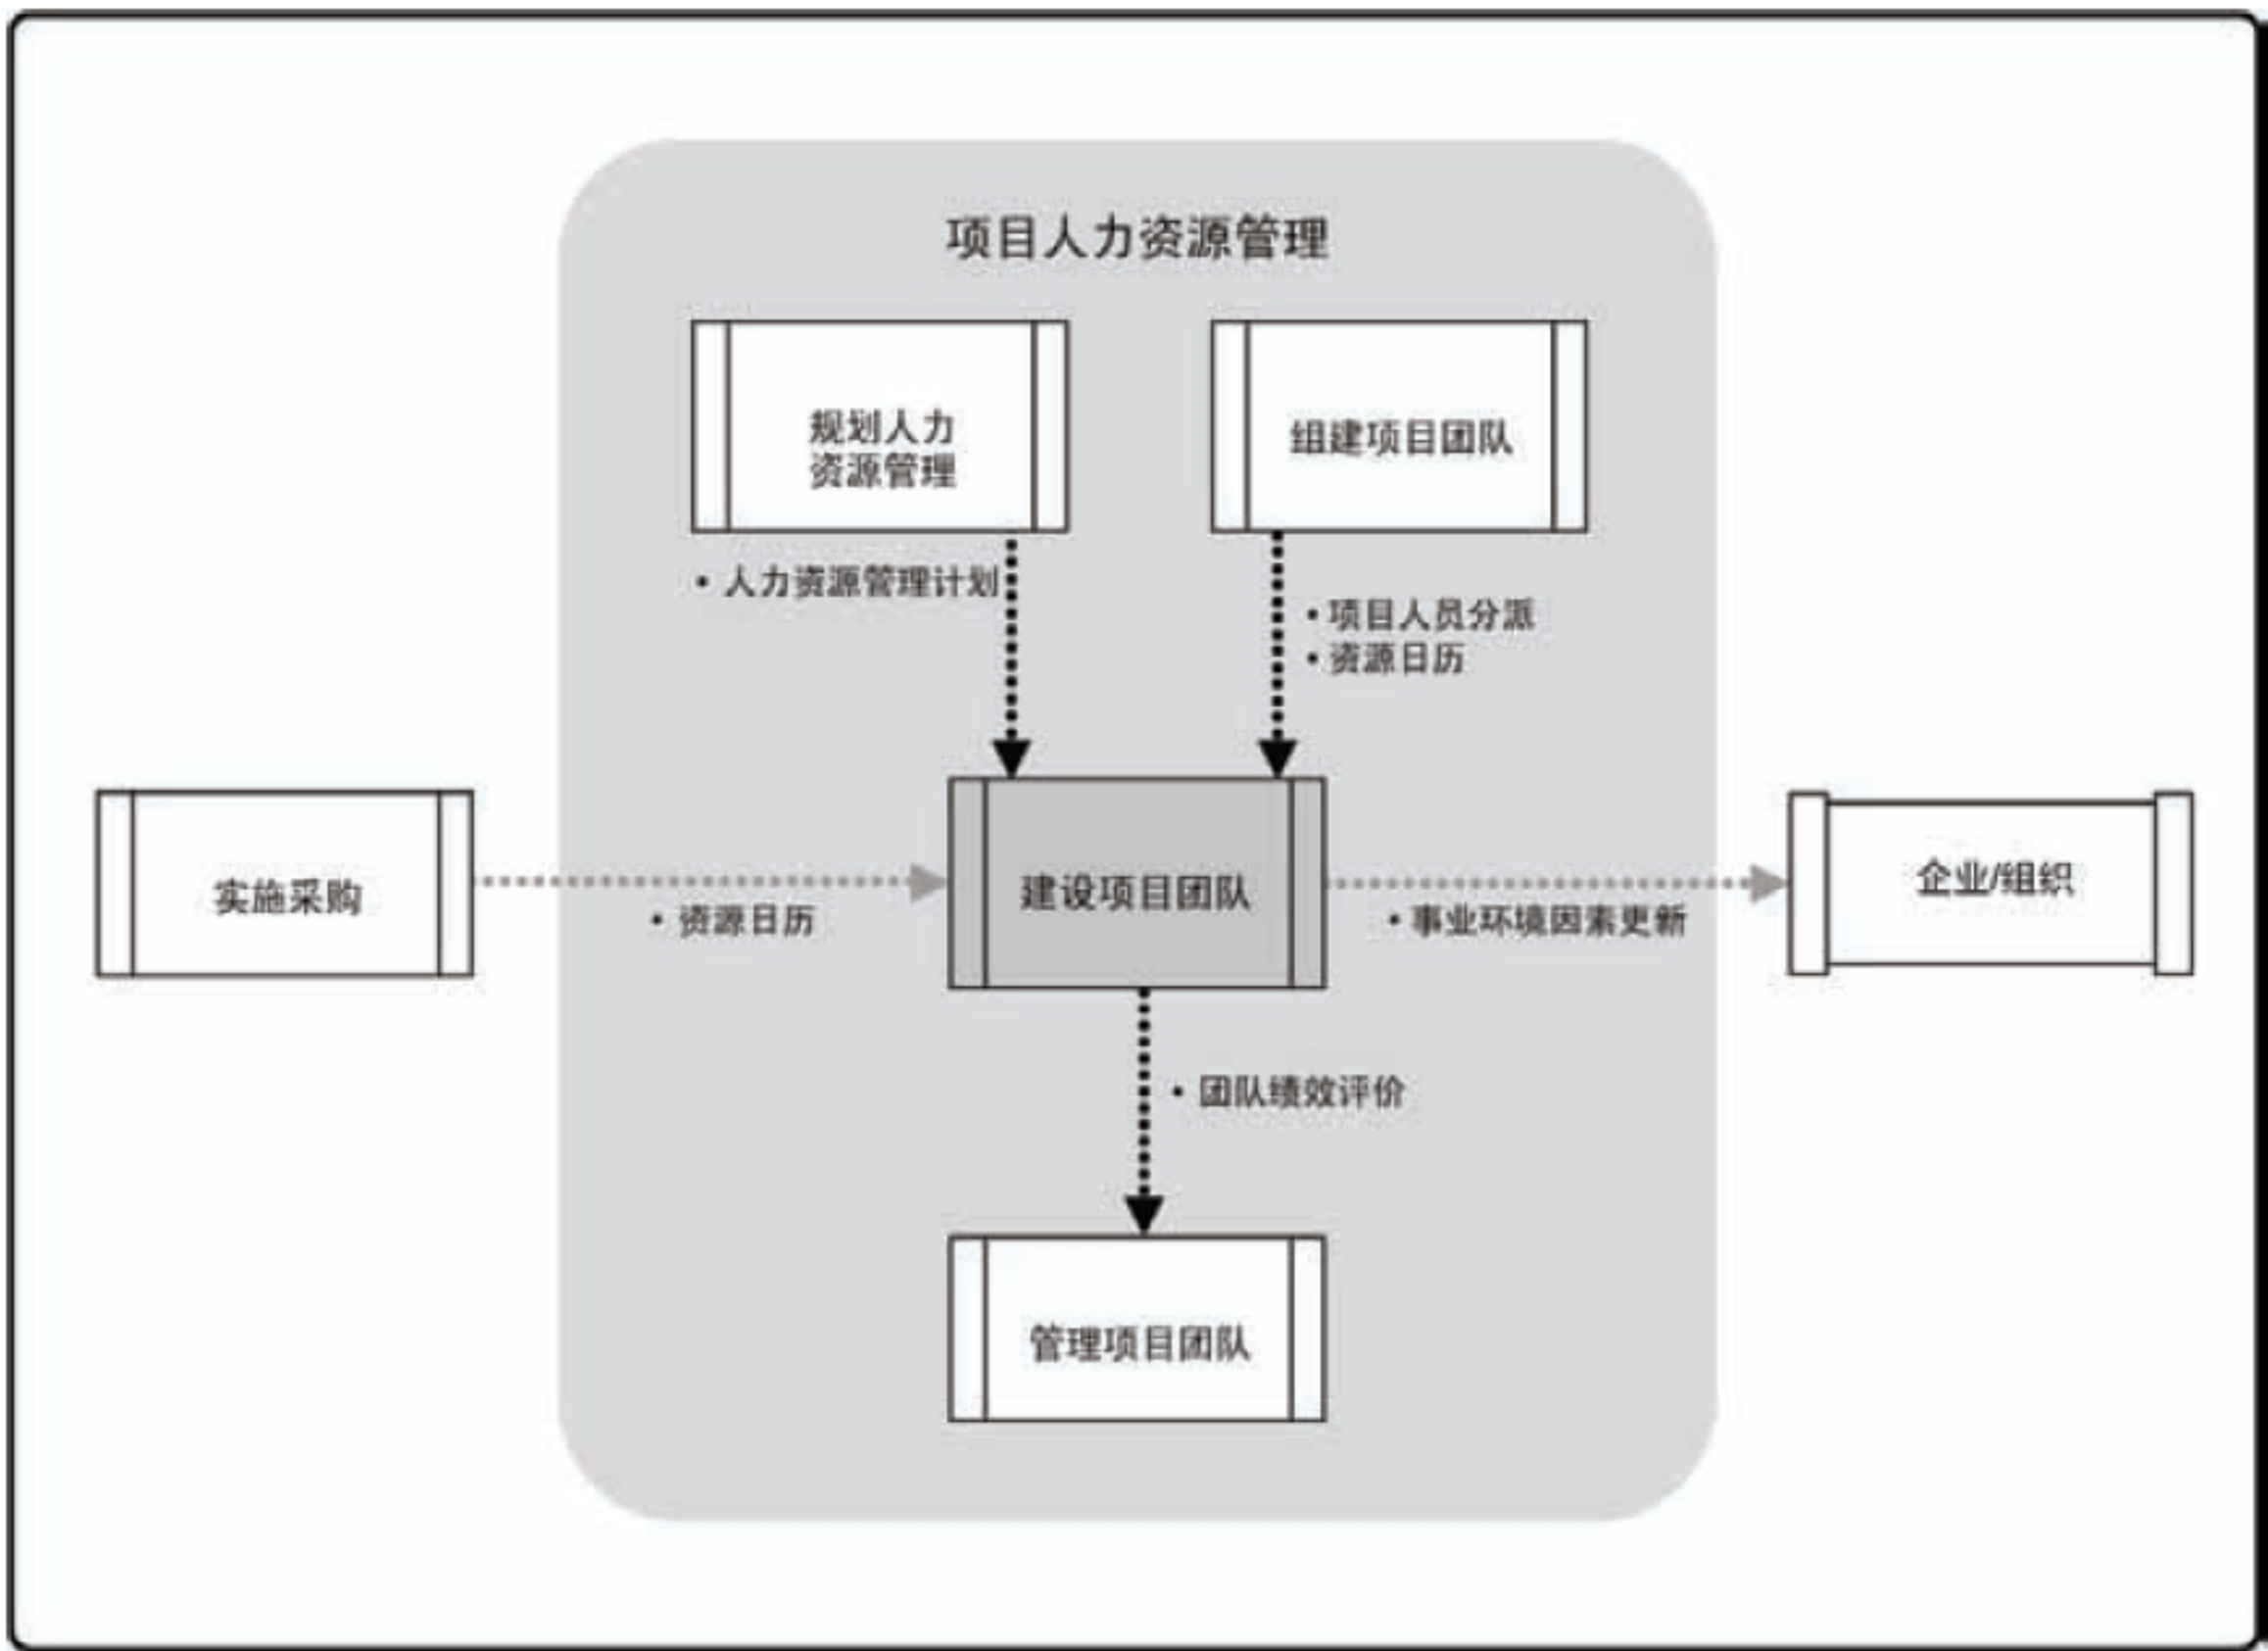 项目人力资源管理
规划人力
资源管理
组建项目团队
• 人力资源管理计划
• 项目人员分派
• 资源日历
实施采购
• 资源日历
建设项目团队
• 事业环境因素更新
企业/组织
• 团队绩效评价
管理项目团队